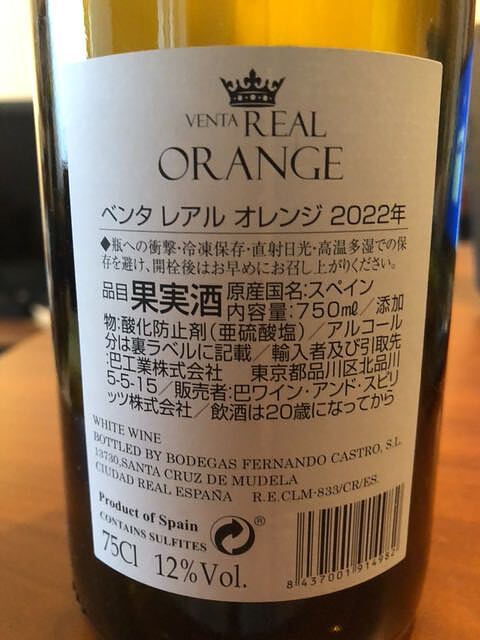 VENTA REAL
ORANGE
ベンタ レアル オレンジ 2022年
◆瓶への衝撃・冷凍保存・直射日光・高温多湿での保
存を避け、開栓後はお早めにお召し上がりください。
品目果実酒 原産国名:スペイン
内容量:750㎖/添加
物:酸化防止剤(亜硫酸塩)/アルコール
分は裏ラベルに記載/輸入者及び引取先
:巴工業株式会社 東京都品川区北品川
5-5-15/販売者:巴ワイン・アンド・スピリ
ッツ株式会社/飲酒は20歳になってから
WHITE WINE
BOTTLED BY BODEGAS FERNANDO CASTRO, S.L.
13730,SANTA CRUZ DE MUDELA
CIUDAD REAL ESPAÑA R.E.CLM-833/CR/ES.
Product of Spain
CONTAINS SULFITES
®
75Cl 12%Vol.
8 437001 914982